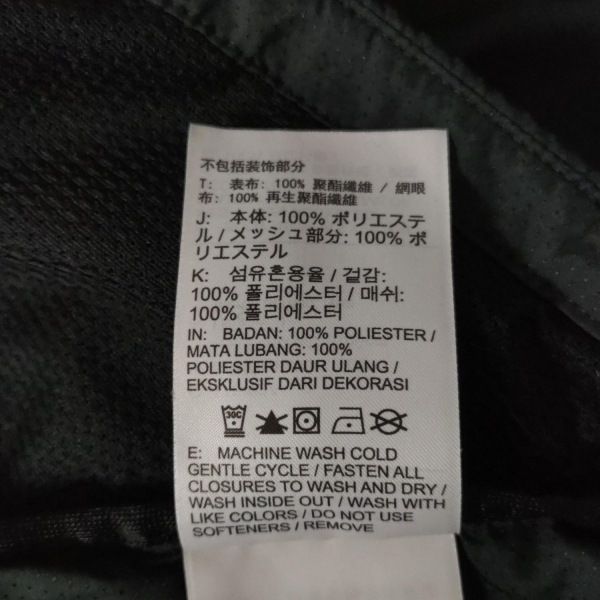 不包括装饰部分
T: 表布: 100% 聚酯纖維 / 網眼
布: 100% 再生聚酯纖維
J: 本体: 100% ポリエステ
ル / メッシュ部分: 100% ポ
リエステル
K: 섬유혼용율 / 겉감:
100% 폴리에스터 / 매쉬:
100% 폴리에스터
IN: BADAN: 100% POLIESTER /
MATA LUBANG: 100%
POLIESTER DAUR ULANG /
EKSKLUSIF DARI DEKORASI
30C
E: MACHINE WASH COLD
GENTLE CYCLE / FASTEN ALL
CLOSURES TO WASH AND DRY /
WASH INSIDE OUT / WASH WITH
LIKE COLORS / DO NOT USE
SOFTENERS / REMOVE